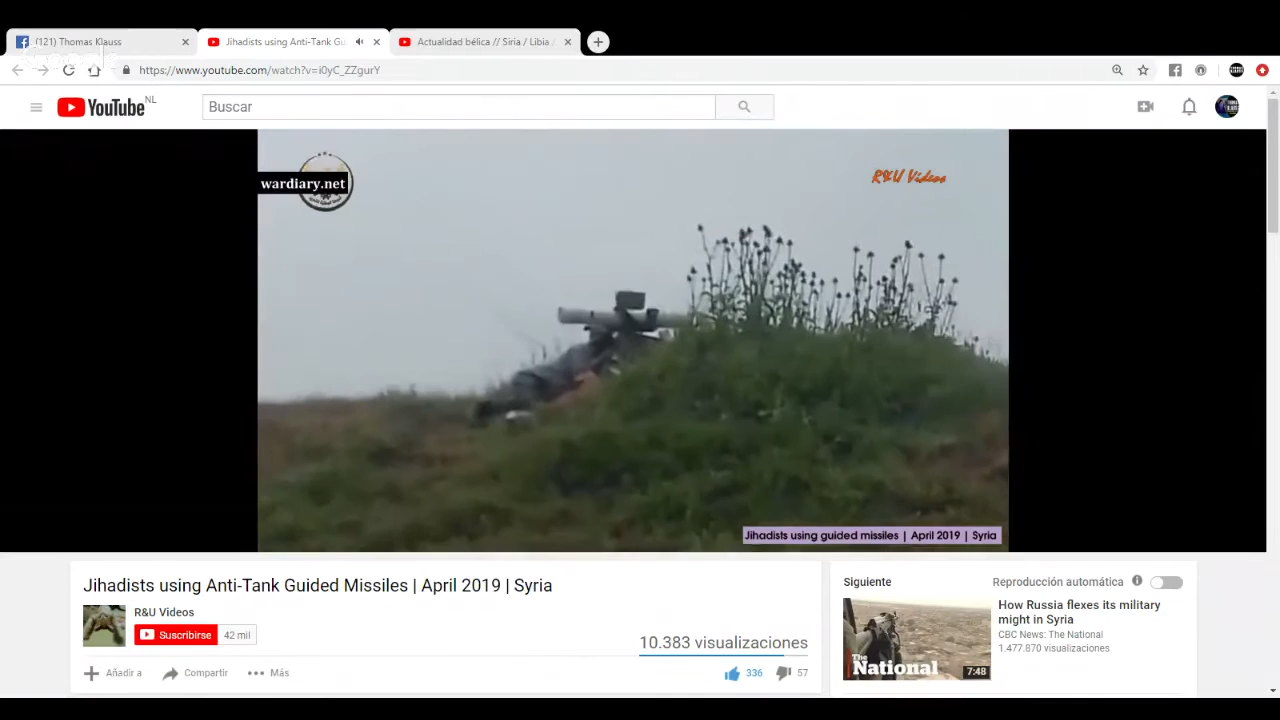 (121) Thomas Klauss
Jihadists using Anti-Tank Gu
Actualidad bélica // Siria / Libia /
Google
https://www.youtube.com/watch?v=i0yC_ZZgurY
YouTube NL
Buscar
wardiary.net
R&U Videos
Jihadists using guided missiles | April 2019 | Syria
Jihadists using Anti-Tank Guided Missiles | April 2019 | Syria
R&U Videos
Suscribirse 42 mil
10.383 visualizaciones
Añadir a Compartir Más 336 57
Siguiente Reproducción automática
How Russia flexes its military
might in Syria
CBC News: The National
1.477.870 visualizaciones
The
National
7:48